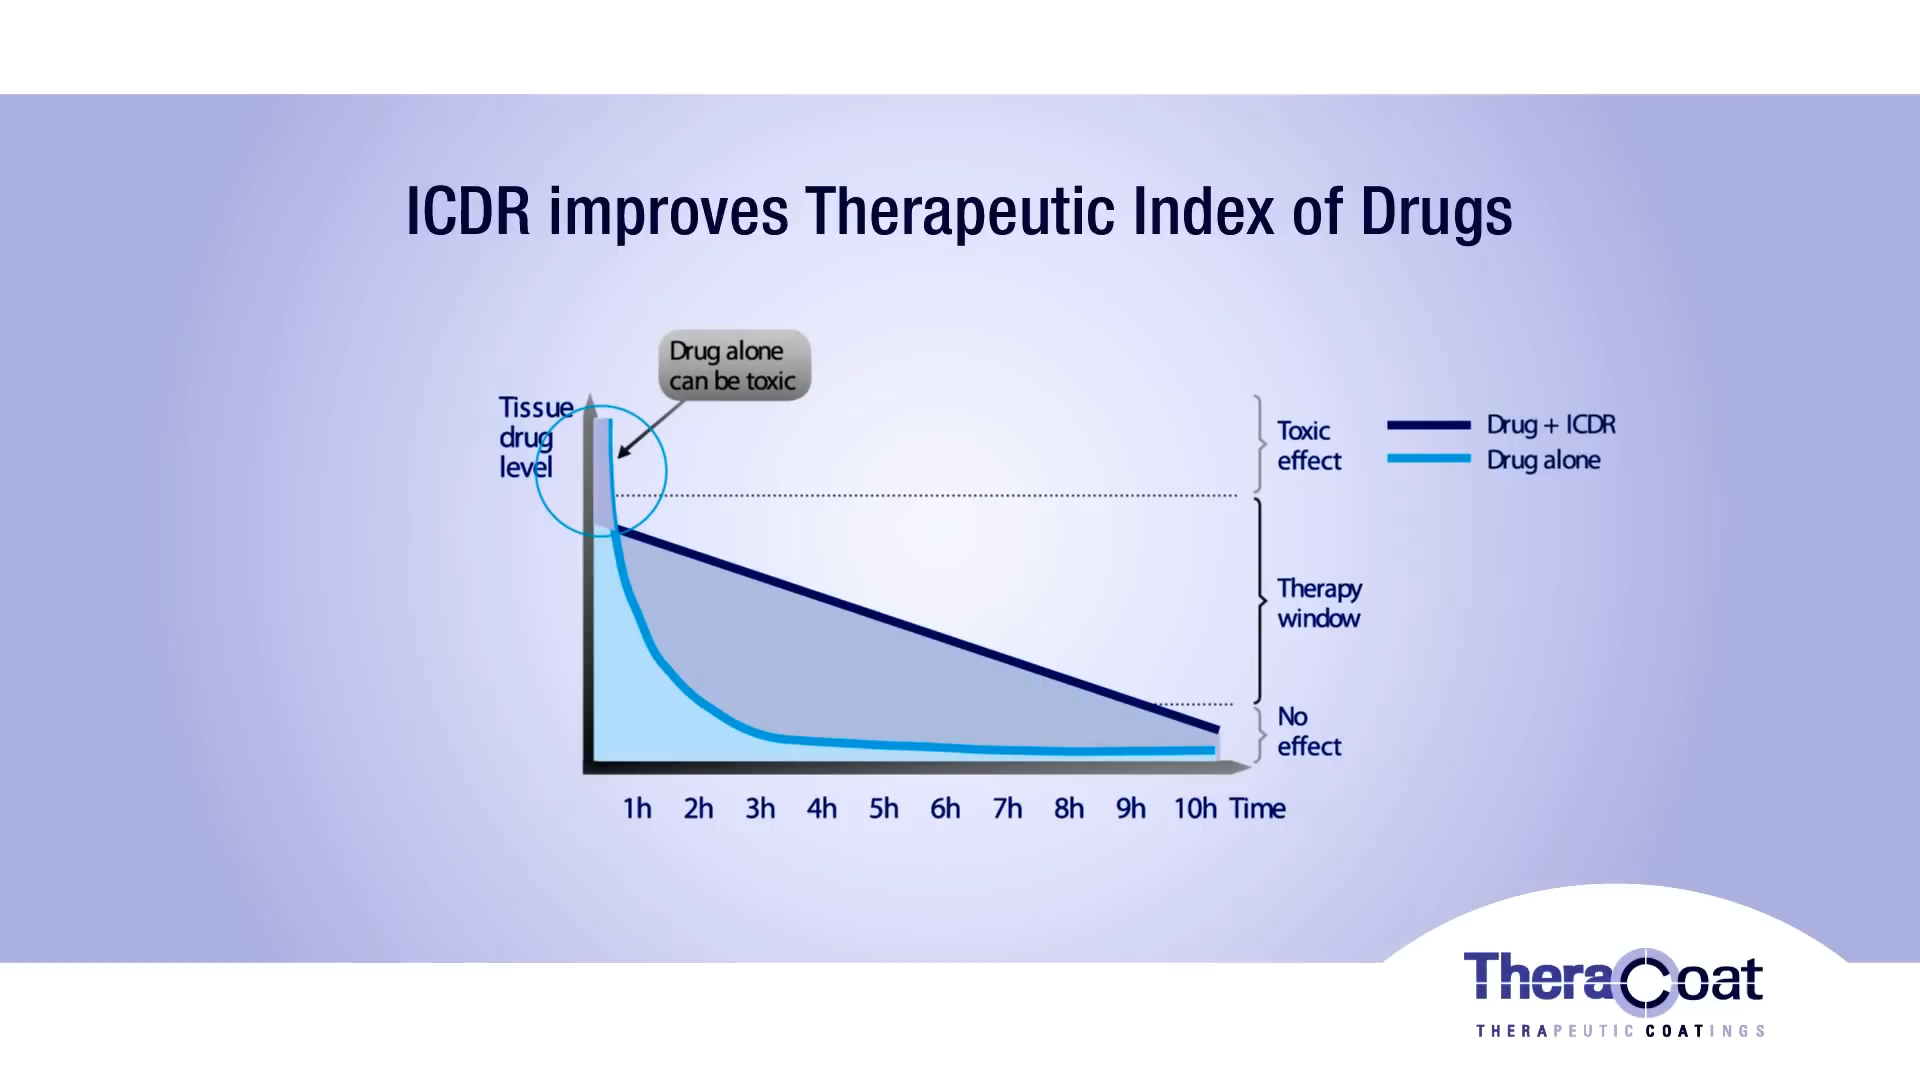 ICDR improves Therapeutic Index of Drugs
Drug alone
can be toxic
Tissue
drug
level
Toxic
effect
Drug + ICDR
Drug alone
Therapy
window
No
effect
1h 2h 3h 4h 5h 6h 7h 8h 9h 10h Time
TheraCoat
THERAPEUTIC COATINGS